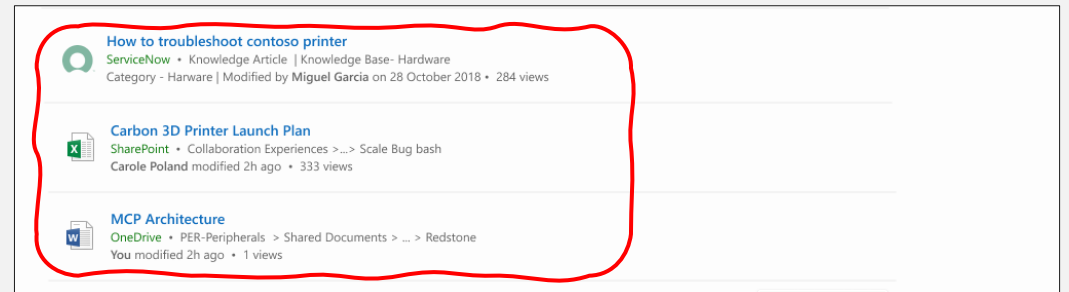 How to troubleshoot contoso printer
ServiceNow • Knowledge Article | Knowledge Base- Hardware
Category - Harware | Modified by Miguel Garcia on 28 October 2018 • 284 views
Carbon 3D Printer Launch Plan
SharePoint • Collaboration Experiences >...> Scale Bug bash
Carole Poland modified 2h ago • 333 views
MCP Architecture
OneDrive • PER-Peripherals > Shared Documents > ... > Redstone
You modified 2h ago • 1 views